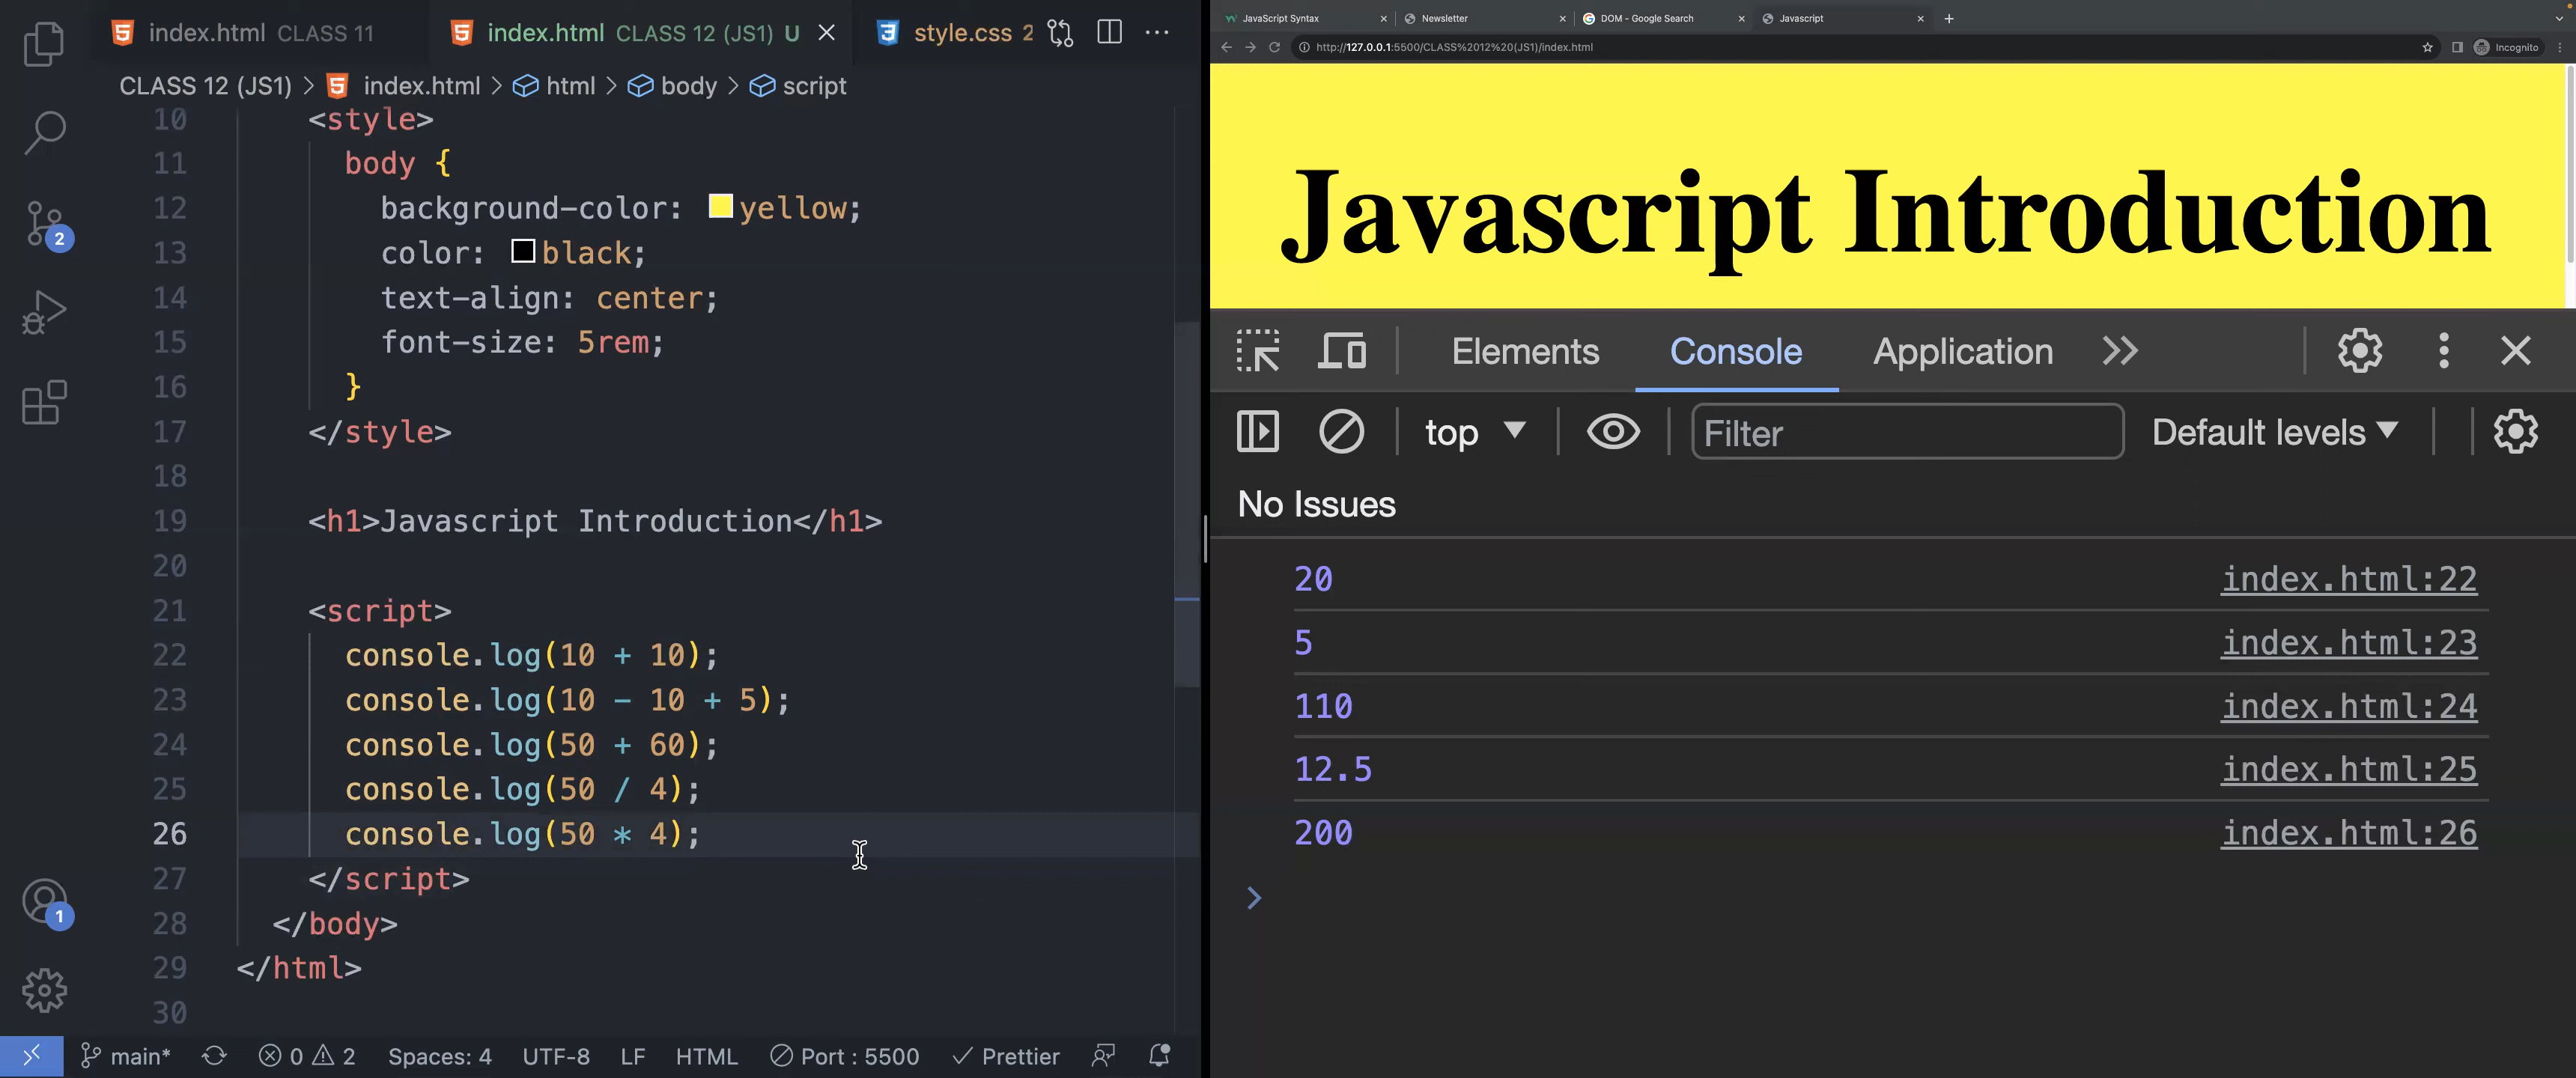 index.html CLASS 11
index.html CLASS 12 (JS1) U
style.css 2
CLASS 12 (JS1) > index.html > html > body > script
10 <style>
11 body {
12 background-color: yellow;
13 color: black;
14 text-align: center;
15 font-size: 5rem;
16 }
17 </style>
18
19 <h1>Javascript Introduction</h1>
20
21 <script>
22 console.log(10 + 10);
23 console.log(10 - 10 + 5);
24 console.log(50 + 60);
25 console.log(50 / 4);
26 console.log(50 * 4);
27 </script>
28 </body>
29 </html>
30
2
1
main* 0 2 Spaces: 4 UTF-8 LF HTML Port : 5500 Prettier
JavaScript Syntax
Newsletter
DOM - Google Search
Javascript
http://127.0.0.1:5500/CLASS%2012%20(JS1)/index.html
Incognito
Javascript Introduction
Elements Console Application
top Filter Default levels
No Issues
20 index.html:22
5 index.html:23
110 index.html:24
12.5 index.html:25
200 index.html:26